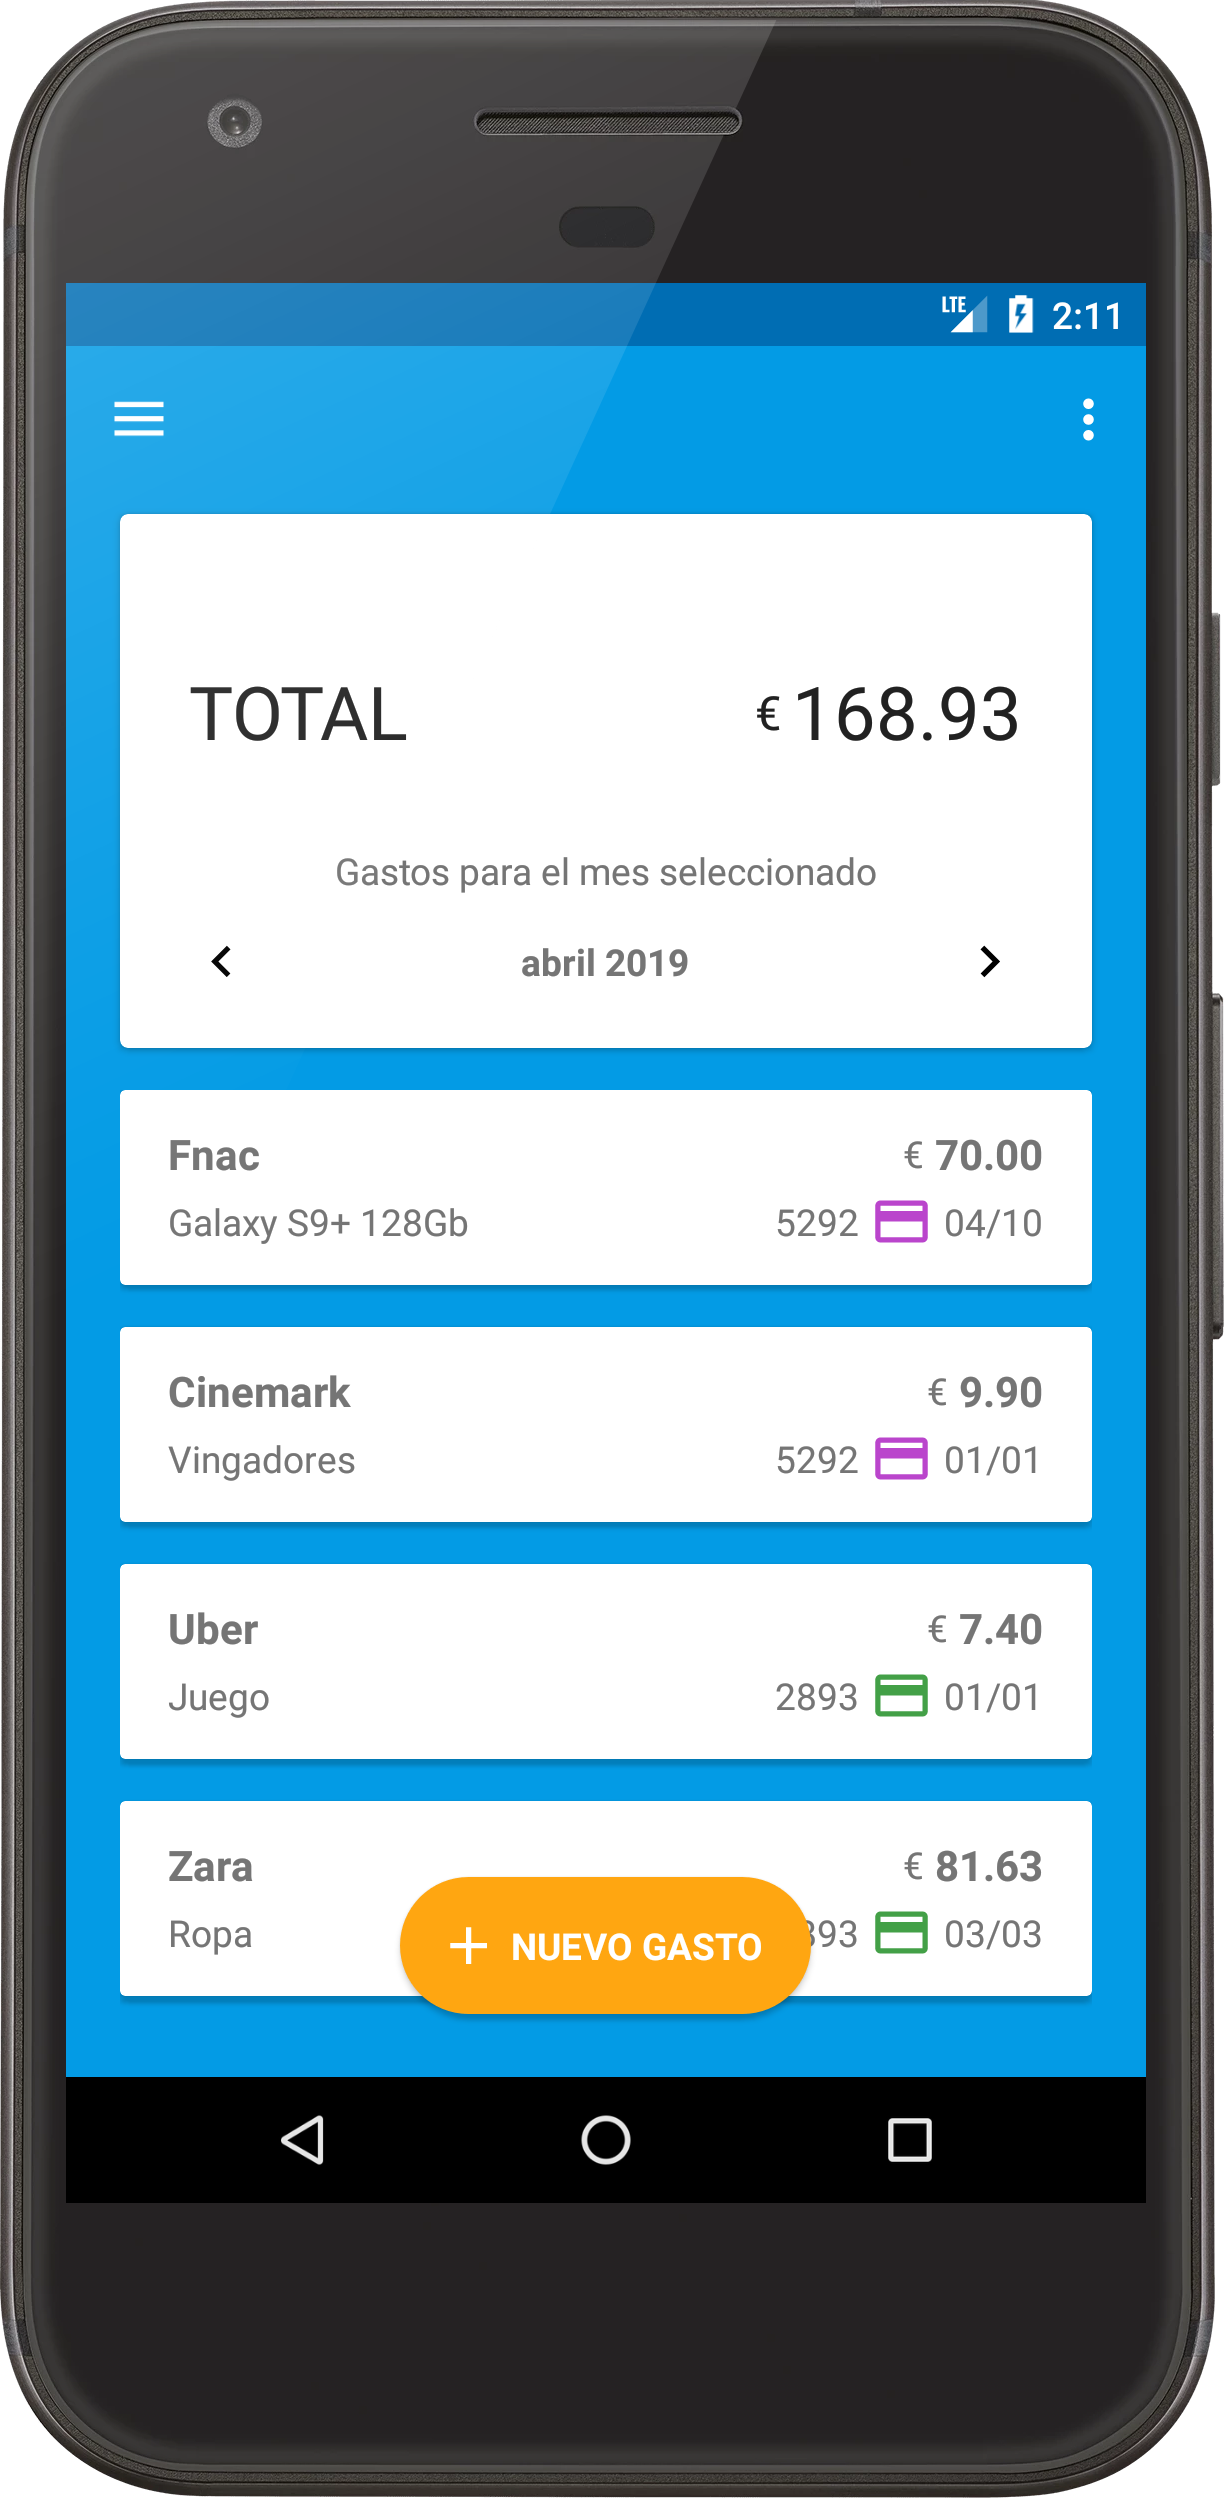 LTE 2:11
TOTAL € 168.93
Gastos para el mes seleccionado
abril 2019
Fnac € 70.00
Galaxy S9+ 128Gb 5292 04/10
Cinemark € 9.90
Vingadores 5292 01/01
Uber € 7.40
Juego 2893 01/01
Zara € 81.63
Ropa 03/03
NUEVO GASTO